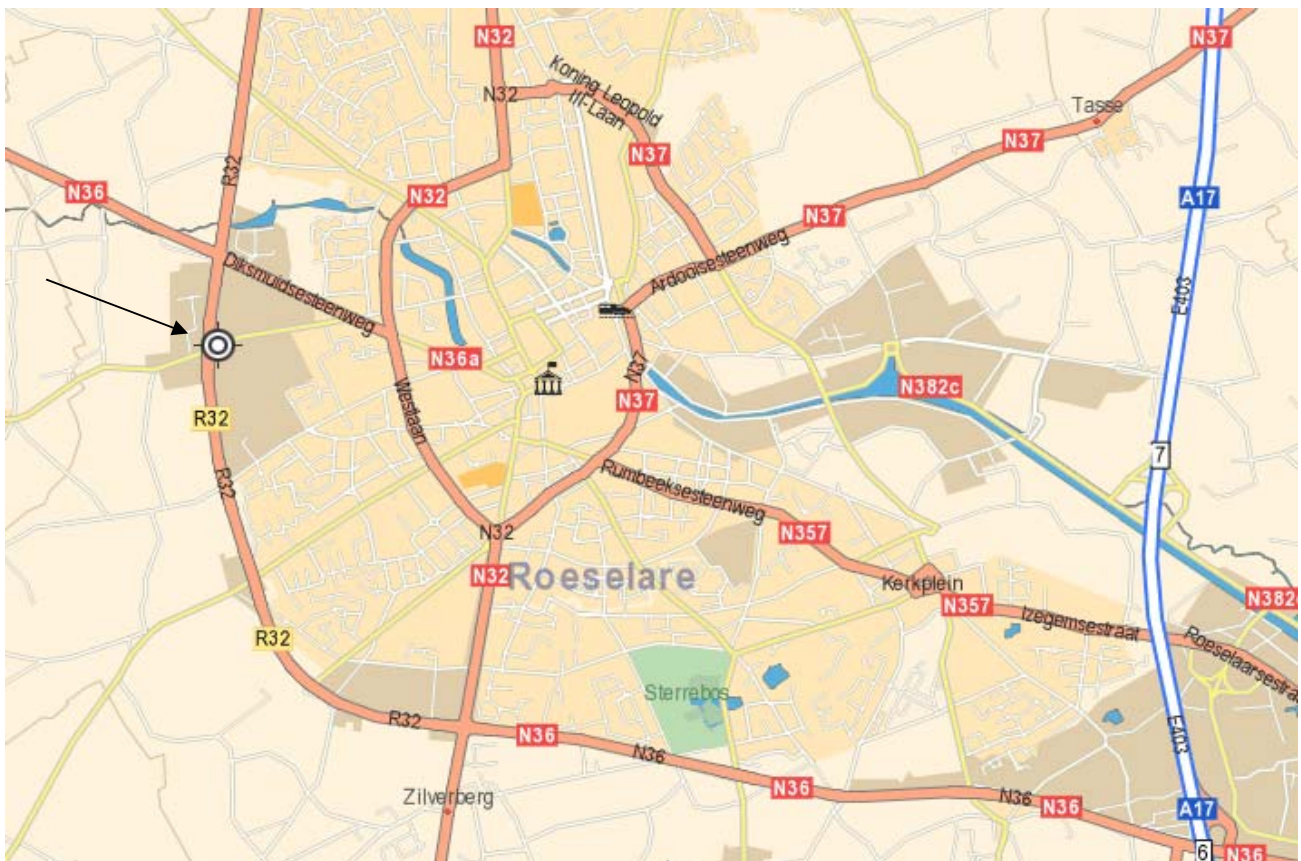 N32
N37
Koning Leopold
III-Laan
N32
Tasse
N37
N37
R32
N36
N32
A17
N37
Diksmuidsesteenweg
Ardooisesteenweg
E403
N36a
N37
N382c
N37
R32
Westlaan
7
Rumbeeksesteenweg
R32
N32
N357
N32
Roeselare
Kerkplein
N357
Izegemsestraat
N382c
Roeselaarsestraat
R32
Sterrebos
R32
N36
N36
E403
Zilverberg
N36
N36
N36
A17
6
N36